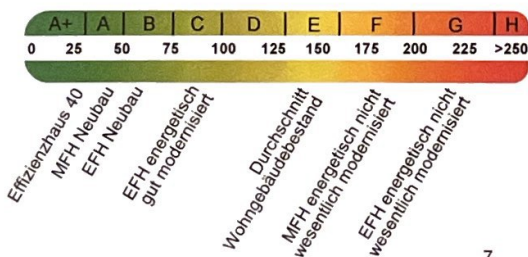 A+ A B C D E F G H
0 25 50 75 100 125 150 175 200 225 >250
Effizienzhaus 40
MFH Neubau
EFH Neubau
EFH energetisch
gut modernisiert
Durchschnitt
Wohngebäudebestand
MFH energetisch nicht
wesentlich modernisiert
EFH energetisch nicht
wesentlich modernisiert
7